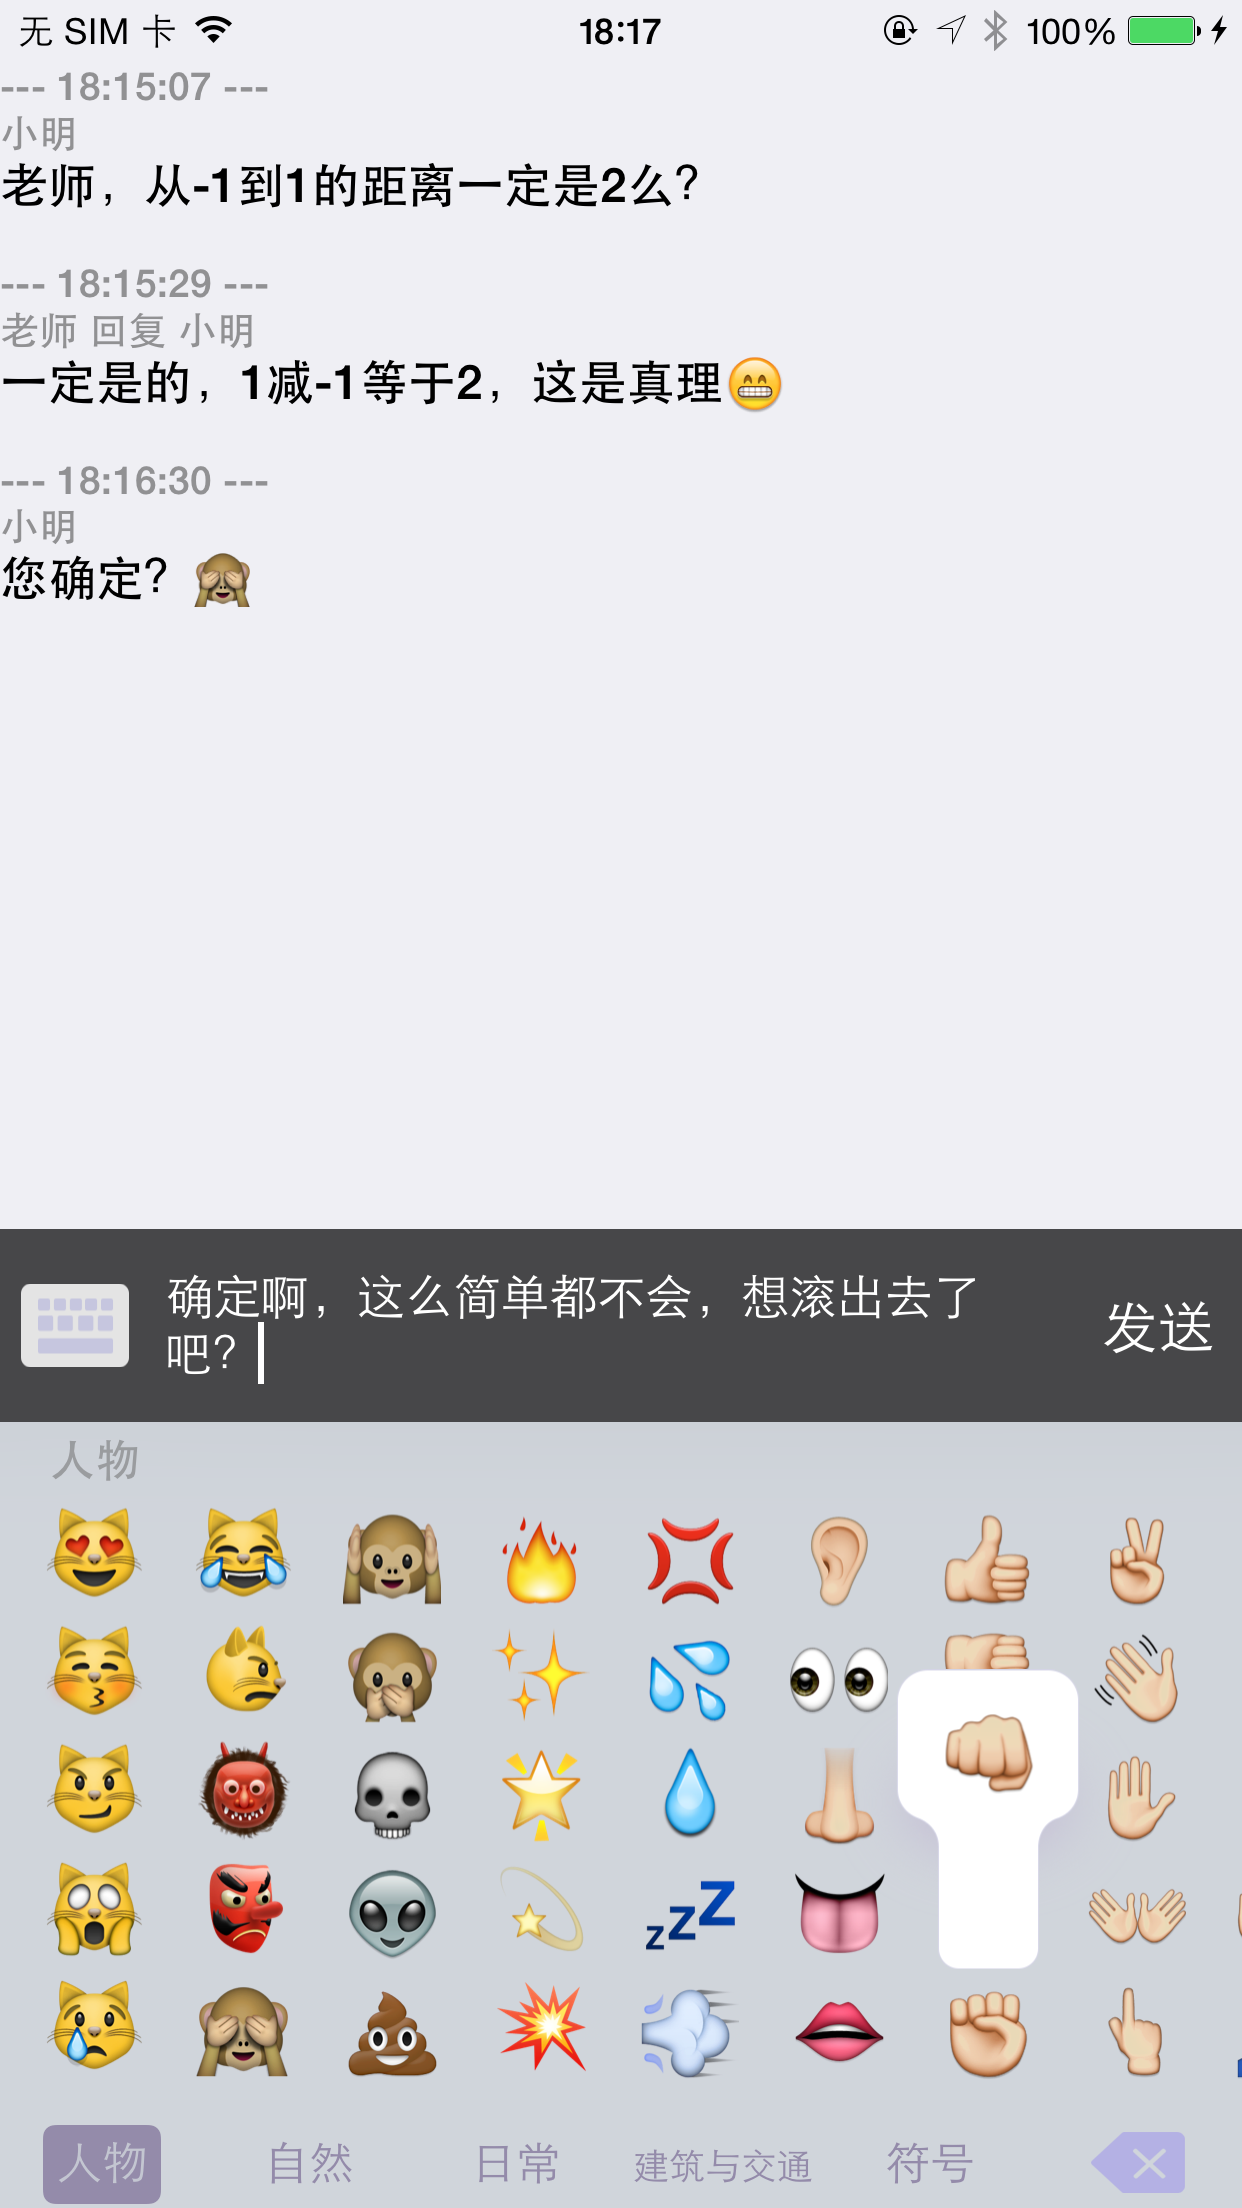 无 SIM 卡 18:17 100%
--- 18:15:07 ---
小明
老师，从-1到1的距离一定是2么？
--- 18:15:29 ---
老师 回复 小明
一定是的，1减-1等于2，这是真理😁
--- 18:16:30 ---
小明
您确定？🙈
确定啊，这么简单都不会，想滚出去了
吧？
发送
人物
人物 自然 日常 建筑与交通 符号